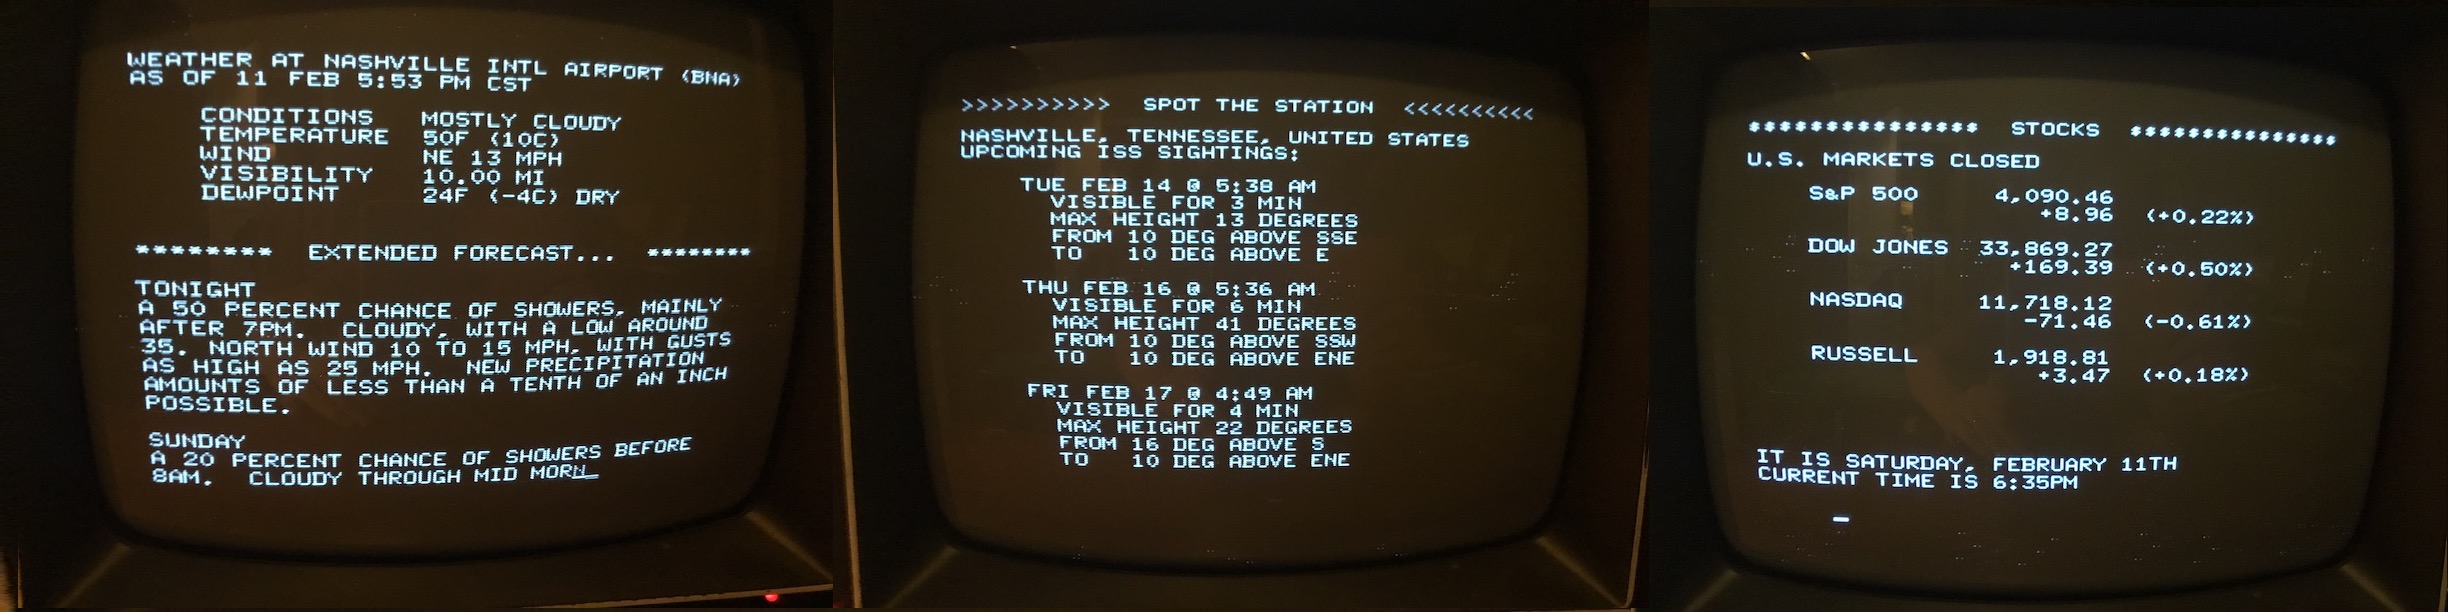 WEATHER AT NASHVILLE INTL AIRPORT (BNA)
AS OF 11 FEB 5:53 PM CST
CONDITIONS MOSTLY CLOUDY
TEMPERATURE 50F (10C)
WIND NE 13 MPH
VISIBILITY 10.00 MI
DEWPOINT 24F (-4C) DRY
******** EXTENDED FORECAST... ********
TONIGHT
A 50 PERCENT CHANCE OF SHOWERS, MAINLY
AFTER 7PM. CLOUDY, WITH A LOW AROUND
35. NORTH WIND 10 TO 15 MPH, WITH GUSTS
AS HIGH AS 25 MPH. NEW PRECIPITATION
AMOUNTS OF LESS THAN A TENTH OF AN INCH
POSSIBLE.
SUNDAY
A 20 PERCENT CHANCE OF SHOWERS BEFORE
8AM. CLOUDY THROUGH MID MORN_
>>>>>>>>>> SPOT THE STATION <<<<<<<<<<
NASHVILLE, TENNESSEE, UNITED STATES
UPCOMING ISS SIGHTINGS:
TUE FEB 14 @ 5:38 AM
VISIBLE FOR 3 MIN
MAX HEIGHT 13 DEGREES
FROM 10 DEG ABOVE SSE
TO 10 DEG ABOVE E
THU FEB 16 @ 5:36 AM
VISIBLE FOR 6 MIN
MAX HEIGHT 41 DEGREES
FROM 10 DEG ABOVE SSW
TO 10 DEG ABOVE ENE
FRI FEB 17 @ 4:49 AM
VISIBLE FOR 4 MIN
MAX HEIGHT 22 DEGREES
FROM 16 DEG ABOVE S
TO 10 DEG ABOVE ENE
*************** STOCKS ***************
U.S. MARKETS CLOSED
S&P 500 4,090.46
+8.96 (+0.22%)
DOW JONES 33,869.27
+169.39 (+0.50%)
NASDAQ 11,718.12
-71.46 (-0.61%)
RUSSELL 1,918.81
+3.47 (+0.18%)
IT IS SATURDAY, FEBRUARY 11TH
CURRENT TIME IS 6:35PM
_